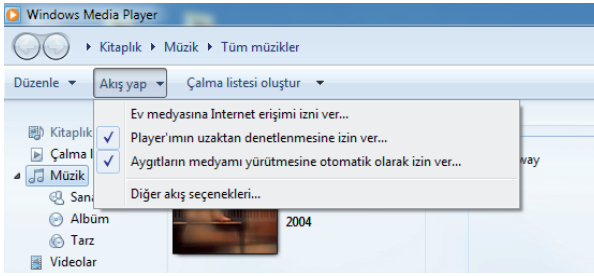 Windows Media Player
Kitaplık Müzik Tüm müzikler
Düzenle Akış yap Çalma listesi oluştur
Ev medyasına Internet erişimi izni ver...
Kitaplık
Player'ımın uzaktan denetlenmesine izin ver...
Çalma l
Aygıtların medyamı yürütmesine otomatik olarak izin ver...
way
Müzik
Diğer akış seçenekleri...
Sana
Albüm
2004
Tarz
Videolar